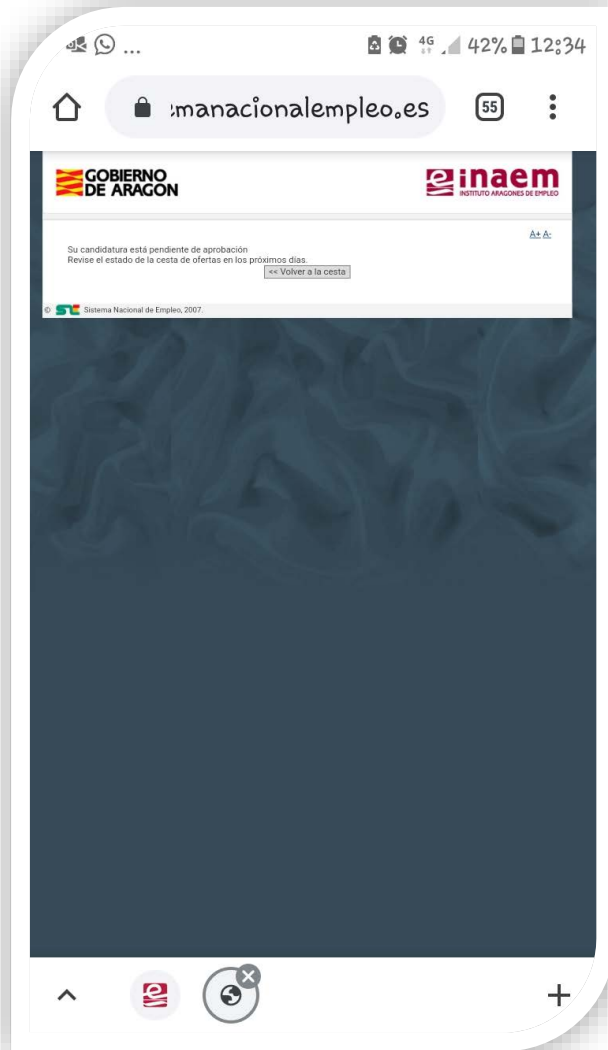 ...
4G
42%
12:34
:manacionalempleo.es
55
GOBIERNO
DE ARAGON
inaem
INSTITUTO ARAGONES DE EMPLEO
A+ A-
Su candidatura está pendiente de aprobación
Revise el estado de la cesta de ofertas en los próximos días.
<< Volver a la cesta
© Sistema Nacional de Empleo, 2007.